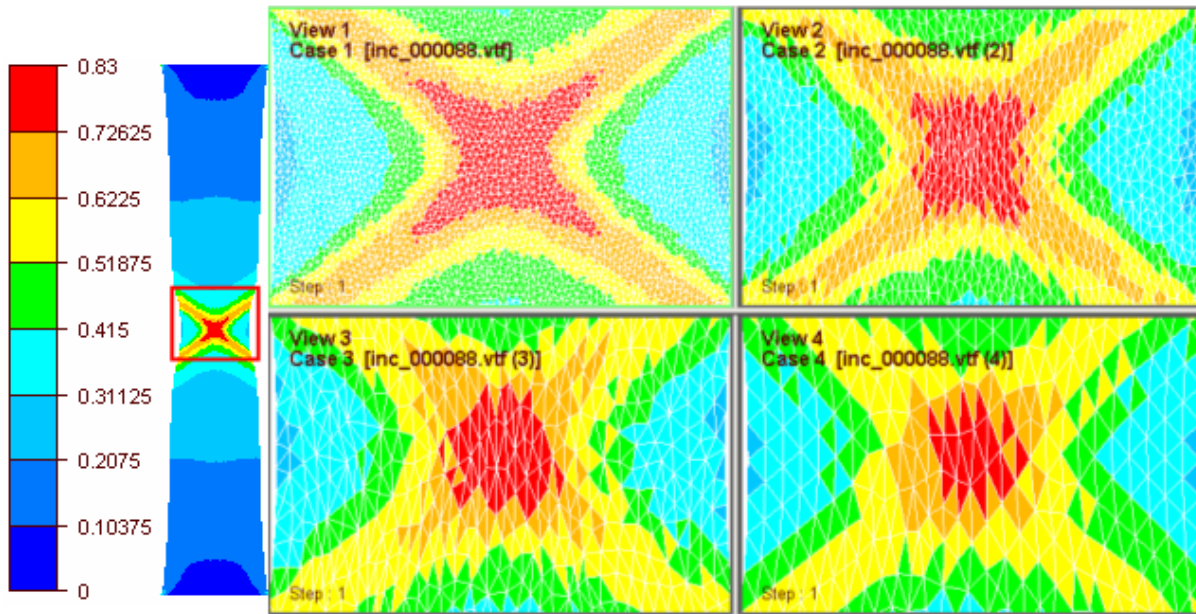 0.83
0.72625
0.6225
0.51875
0.415
0.31125
0.2075
0.10375
0
View 1
Case 1 [inc_000088.vtf]
Step : 1
View 2
Case 2 [inc_000088.vtf (2)]
Step : 1
View 3
Case 3 [inc_000088.vtf (3)]
Step : 1
View 4
Case 4 [inc_000088.vtf (4)]
Step : 1